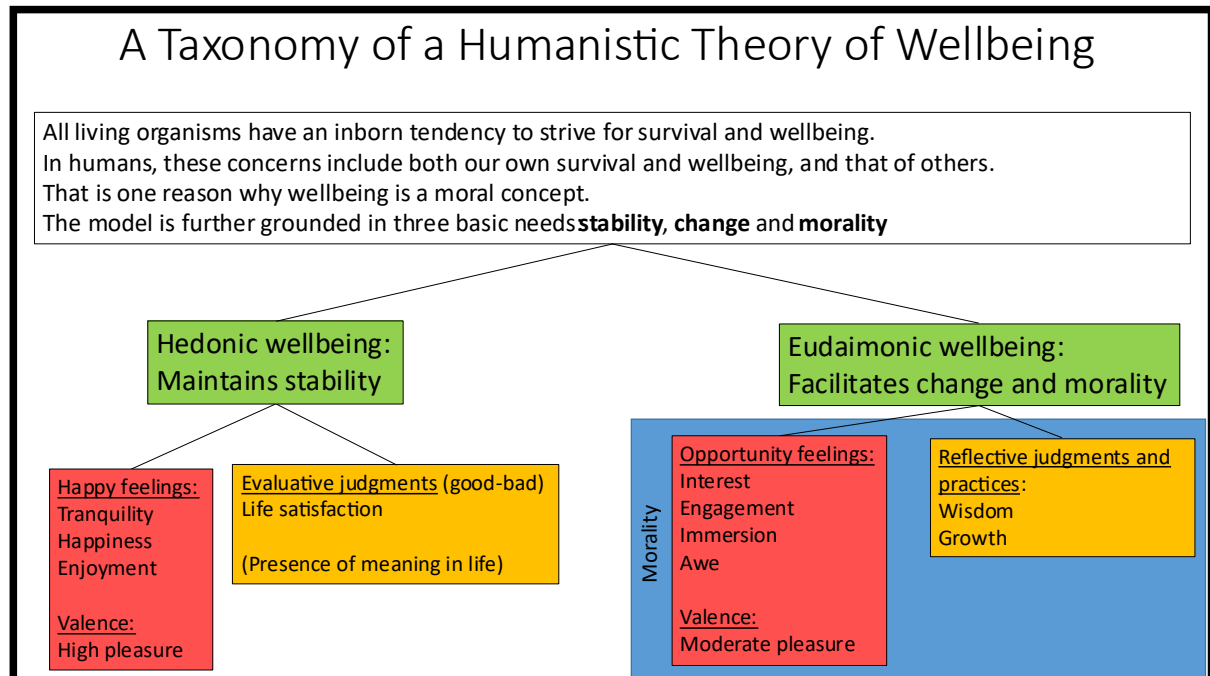 A Taxonomy of a Humanistic Theory of Wellbeing
All living organisms have an inborn tendency to strive for survival and wellbeing.
In humans, these concerns include both our own survival and wellbeing, and that of others.
That is one reason why wellbeing is a moral concept.
The model is further grounded in three basic needs stability, change and morality
Hedonic wellbeing:
Maintains stability
Eudaimonic wellbeing:
Facilitates change and morality
Happy feelings:
Tranquility
Happiness
Enjoyment
Valence:
High pleasure
Evaluative judgments (good-bad)
Life satisfaction
(Presence of meaning in life)
Morality
Opportunity feelings:
Interest
Engagement
Immersion
Awe
Valence:
Moderate pleasure
Reflective judgments and
practices:
Wisdom
Growth